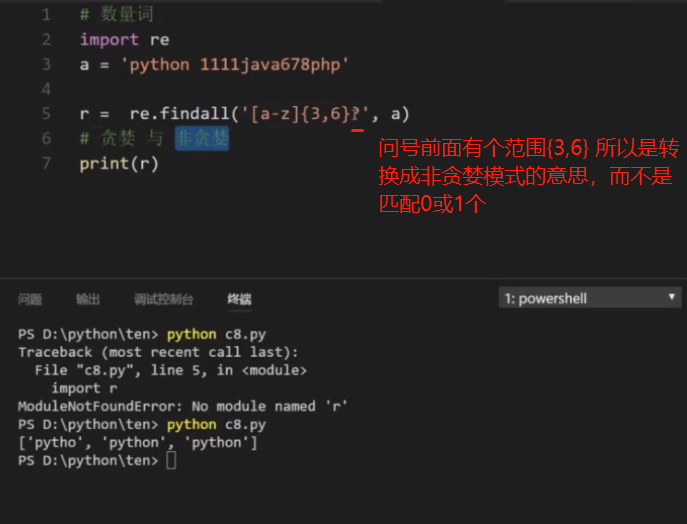 1 # 数量词
2 import re
3 a = 'python 1111java678php'
4
5 r =  re.findall('[a-z]{3,6}?', a)
6 # 贪婪 与 非贪婪
7 print(r)
问号前面有个范围{3,6} 所以是转
换成非贪婪模式的意思，而不是
匹配0或1个
问题 输出 调试控制台 终端 1: powershell
PS D:\python\ten> python c8.py
Traceback (most recent call last):
  File "c8.py", line 5, in <module>
    import r
ModuleNotFoundError: No module named 'r'
PS D:\python\ten> python c8.py
['pytho', 'python', 'python']
PS D:\python\ten>